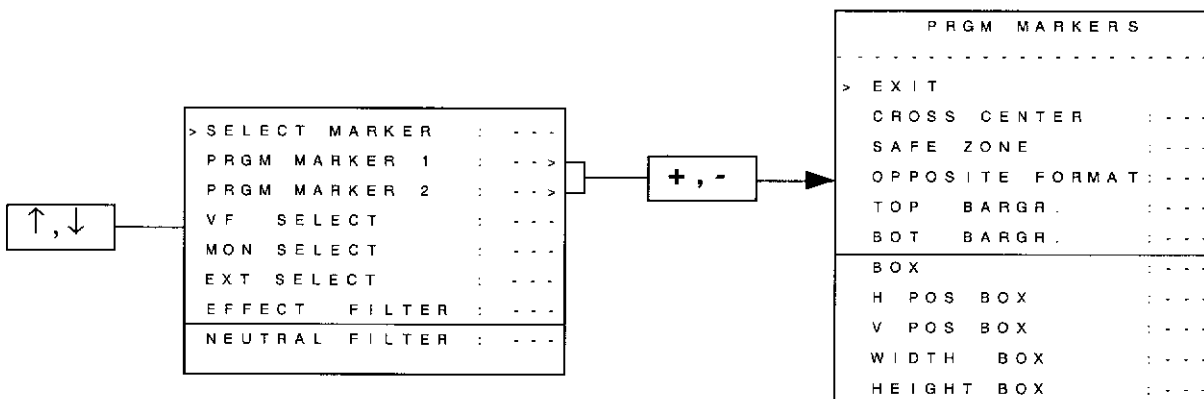 ↑,↓
>SELECT MARKER : ---
PRGM MARKER 1 : -->
PRGM MARKER 2 : -->
VF SELECT : ---
MON SELECT : ---
EXT SELECT : ---
EFFECT FILTER : ---
NEUTRAL FILTER : ---
+,-
PRGM MARKERS
--------------------
> EXIT
CROSS CENTER : ---
SAFE ZONE : ---
OPPOSITE FORMAT: ---
TOP BARGR. : ---
BOT BARGR. : ---
BOX : ---
H POS BOX : ---
V POS BOX : ---
WIDTH BOX : ---
HEIGHT BOX : ---